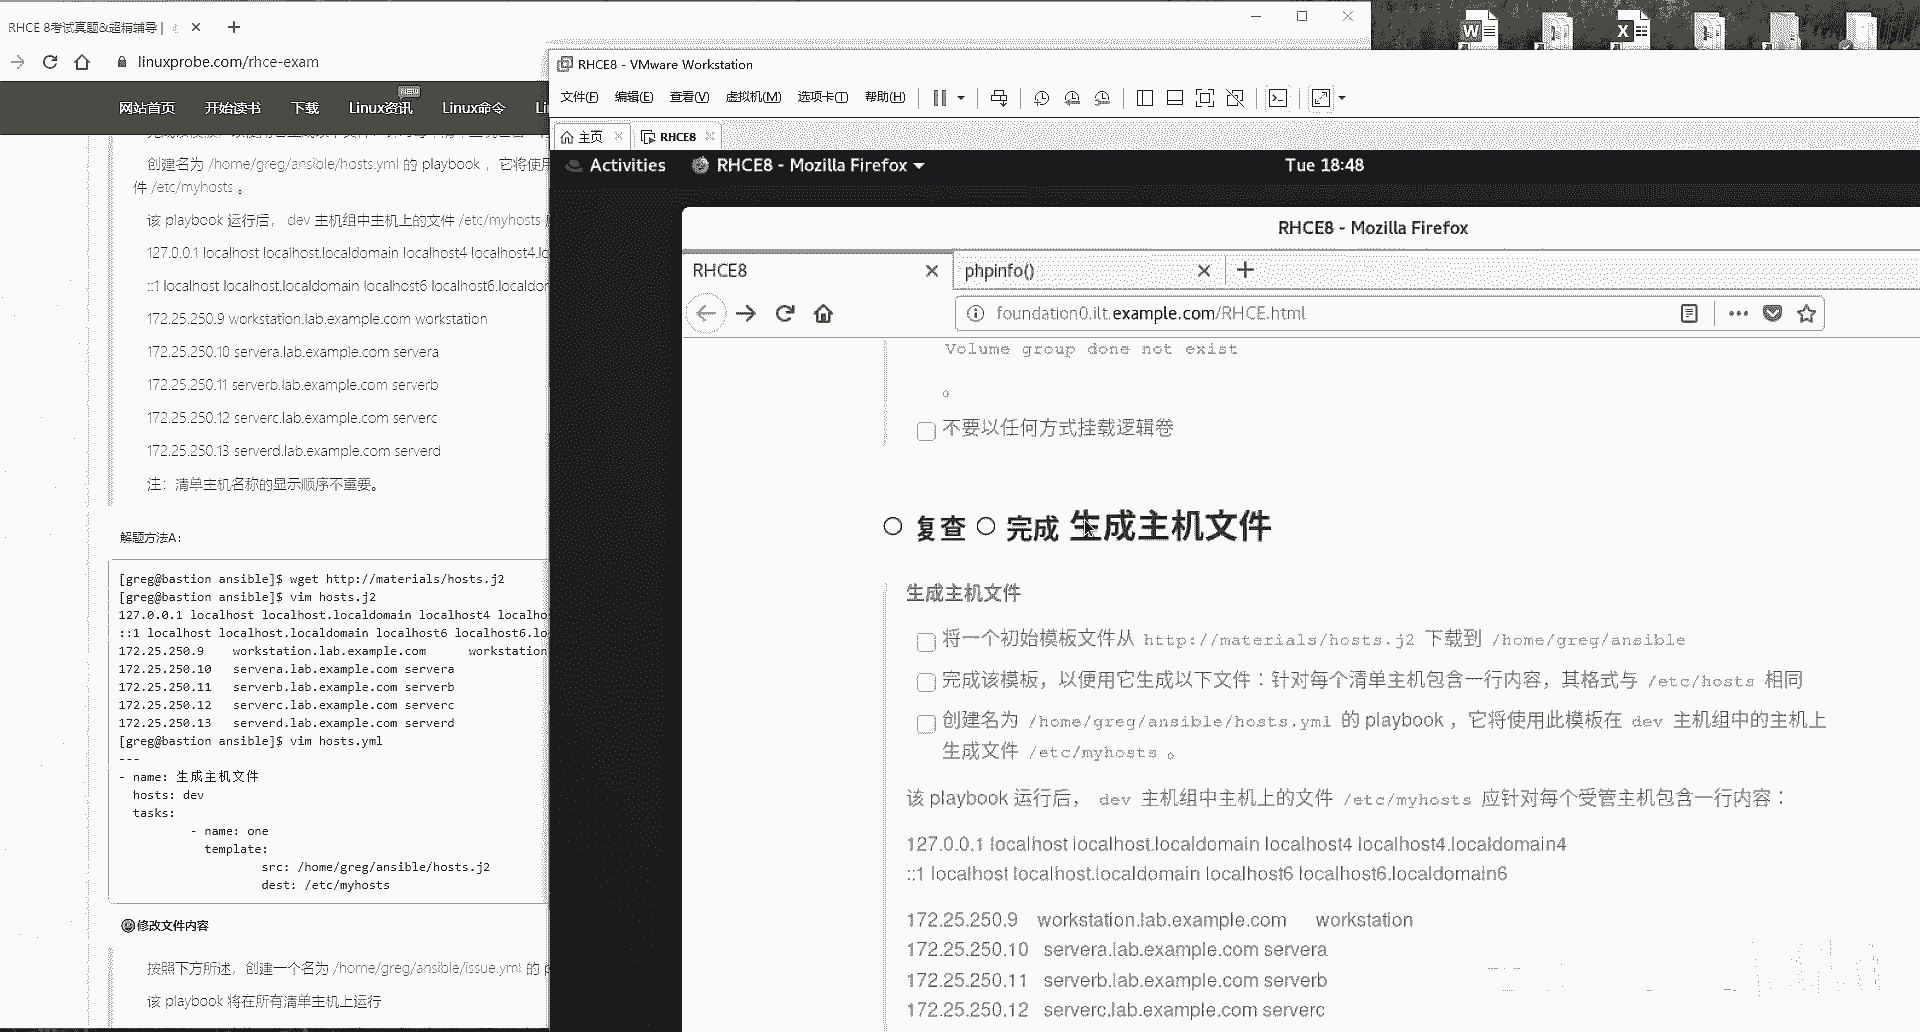 RHCE 8考试真题&超精辅导 |
linuxprobe.com/rhce-exam
网站首页 开始读书 下载 Linux资讯 NEW Linux命令
创建名为 /home/greg/ansible/hosts.yml 的 playbook ，它将使用
件 /etc/myhosts 。
该 playbook 运行后， dev 主机组中主机上的文件 /etc/myhosts
127.0.0.1 localhost localhost.localdomain localhost4 localhost4.lo
::1 localhost localhost.localdomain localhost6 localhost6.localdor
172.25.250.9 workstation.lab.example.com workstation
172.25.250.10 servera.lab.example.com servera
172.25.250.11 serverb.lab.example.com serverb
172.25.250.12 serverc.lab.example.com serverc
172.25.250.13 serverd.lab.example.com serverd
注：清单主机名称的显示顺序不重要。
解题方法A:
[greg@bastion ansible]$ wget http://materials/hosts.j2
[greg@bastion ansible]$ vim hosts.j2
127.0.0.1 localhost localhost.localdomain localhost4 localho
::1 localhost localhost.localdomain localhost6 localhost6.lo
172.25.250.9 workstation.lab.example.com workstation
172.25.250.10 servera.lab.example.com servera
172.25.250.11 serverb.lab.example.com serverb
172.25.250.12 serverc.lab.example.com serverc
172.25.250.13 serverd.lab.example.com serverd
[greg@bastion ansible]$ vim hosts.yml
---
- name: 生成主机文件
hosts: dev
tasks:
- name: one
template:
src: /home/greg/ansible/hosts.j2
dest: /etc/myhosts
修改文件内容
按照下方所述，创建一个名为 /home/greg/ansible/issue.yml 的 p
该 playbook 将在所有清单主机上运行
RHCE8 - VMware Workstation
文件(F) 编辑(E) 查看(V) 虚拟机(M) 选项卡(T) 帮助(H)
主页 RHCE8
Activities RHCE8 - Mozilla Firefox Tue 18:48
RHCE8 - Mozilla Firefox
RHCE8 phpinfo()
foundation0.ilt.example.com/RHCE.html
Volume group done not exist
。
不要以任何方式挂载逻辑卷
复查 完成 生成主机文件
生成主机文件
将一个初始模板文件从 http://materials/hosts.j2 下载到 /home/greg/ansible
完成该模板，以便用它生成以下文件：针对每个清单主机包含一行内容，其格式与 /etc/hosts 相同
创建名为 /home/greg/ansible/hosts.yml 的 playbook ，它将使用此模板在 dev 主机组中的主机上
生成文件 /etc/myhosts 。
该 playbook 运行后， dev 主机组中主机上的文件 /etc/myhosts 应针对每个受管主机包含一行内容：
127.0.0.1 localhost localhost.localdomain localhost4 localhost4.localdomain4
::1 localhost localhost.localdomain localhost6 localhost6.localdomain6
172.25.250.9 workstation.lab.example.com workstation
172.25.250.10 servera.lab.example.com servera
172.25.250.11 serverb.lab.example.com serverb
172.25.250.12 serverc.lab.example.com serverc